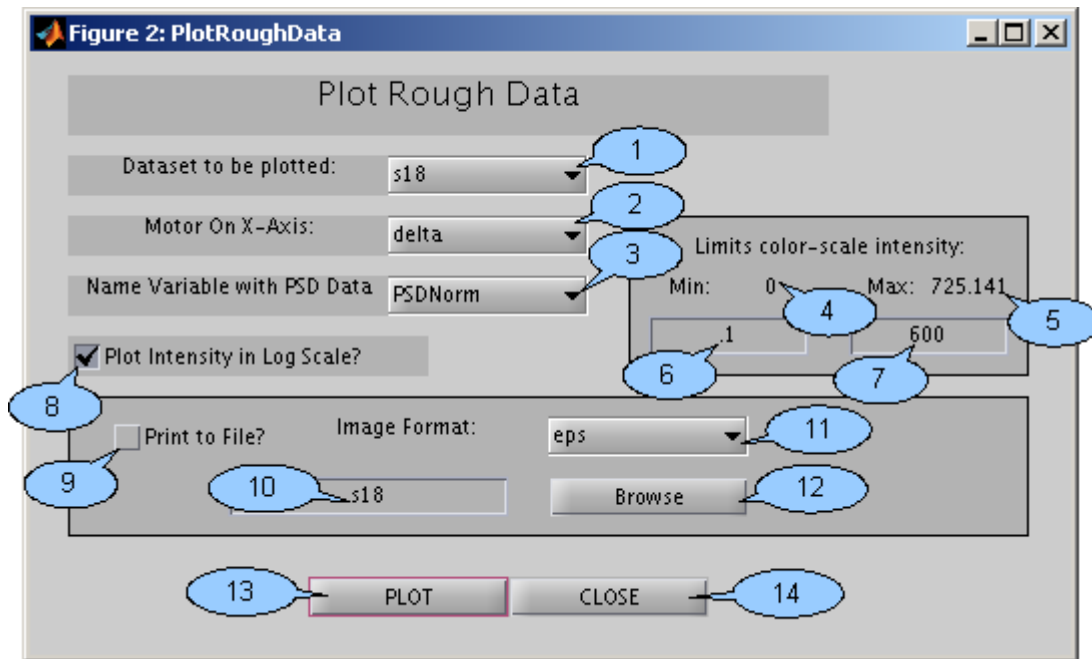 Figure 2: PlotRoughData
Plot Rough Data
1
Dataset to be plotted:
s18
2
Motor On X-Axis:
delta
3
Limits color-scale intensity:
Name Variable with PSD Data
PSDNorm
Min: 0
Max: 725.141
4
5
.1
600
Plot Intensity in Log Scale?
6
7
8
Print to File?
Image Format:
eps
11
9
10
s18
Browse
12
13
PLOT
CLOSE
14